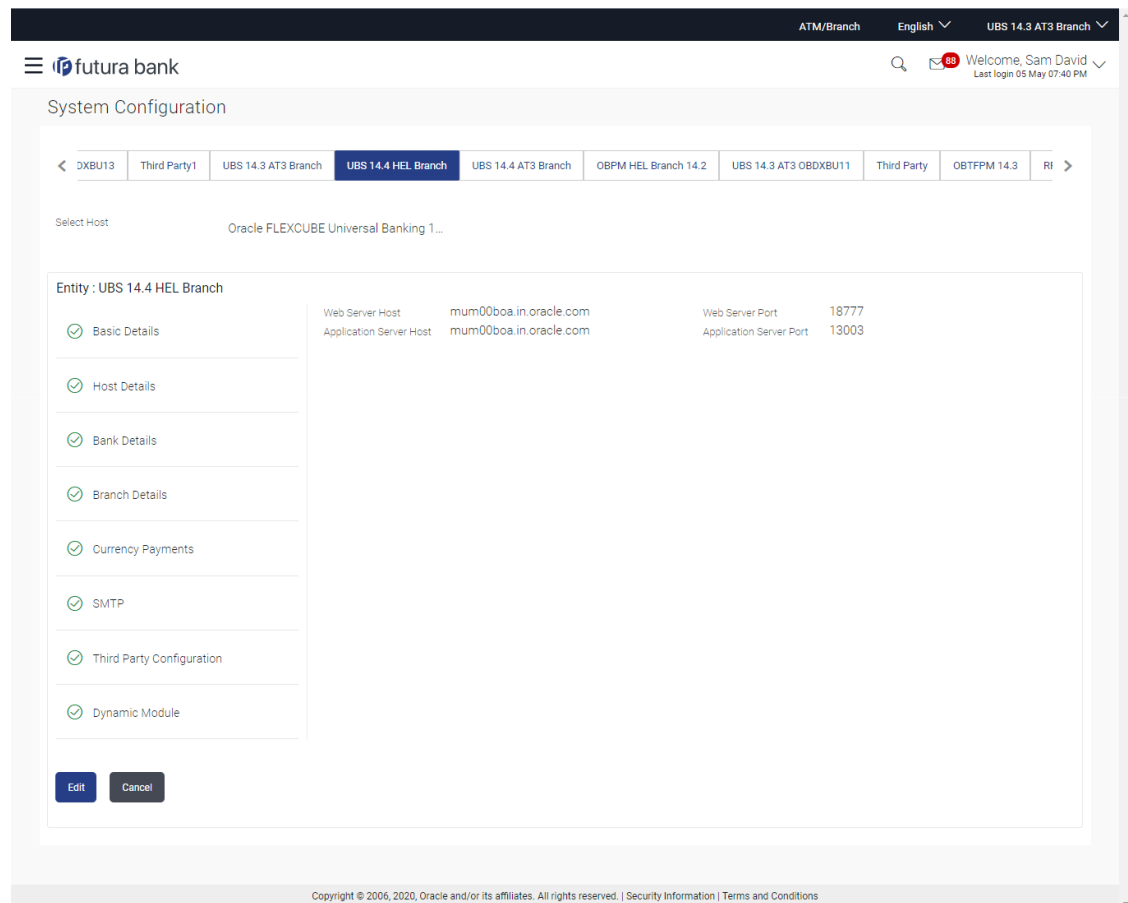 ATM/Branch English UBS 14.3 AT3 Branch
futura bank 88 Welcome, Sam David
Last login 05 May 07:40 PM
System Configuration
DXBU13 Third Party1 UBS 14.3 AT3 Branch UBS 14.4 HEL Branch UBS 14.4 AT3 Branch OBPM HEL Branch 14.2 UBS 14.3 AT3 OBDXBU11 Third Party OBTFPM 14.3
Select Host Oracle FLEXCUBE Universal Banking 1...
Entity : UBS 14.4 HEL Branch
Web Server Host mum00boa.in.oracle.com Web Server Port 18777
Application Server Host mum00boa.in.oracle.com Application Server Port 13003
Basic Details
Host Details
Bank Details
Branch Details
Currency Payments
SMTP
Third Party Configuration
Dynamic Module
Edit Cancel
Copyright © 2006, 2020, Oracle and/or its affiliates. All rights reserved. | Security Information | Terms and Conditions